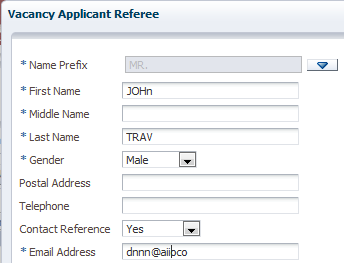 Vacancy Applicant Referee
* Name Prefix MR.
* First Name JOHn
* Middle Name
* Last Name TRAV
* Gender Male
Postal Address
Telephone
Contact Reference Yes
* Email Address dnnn@aiipco